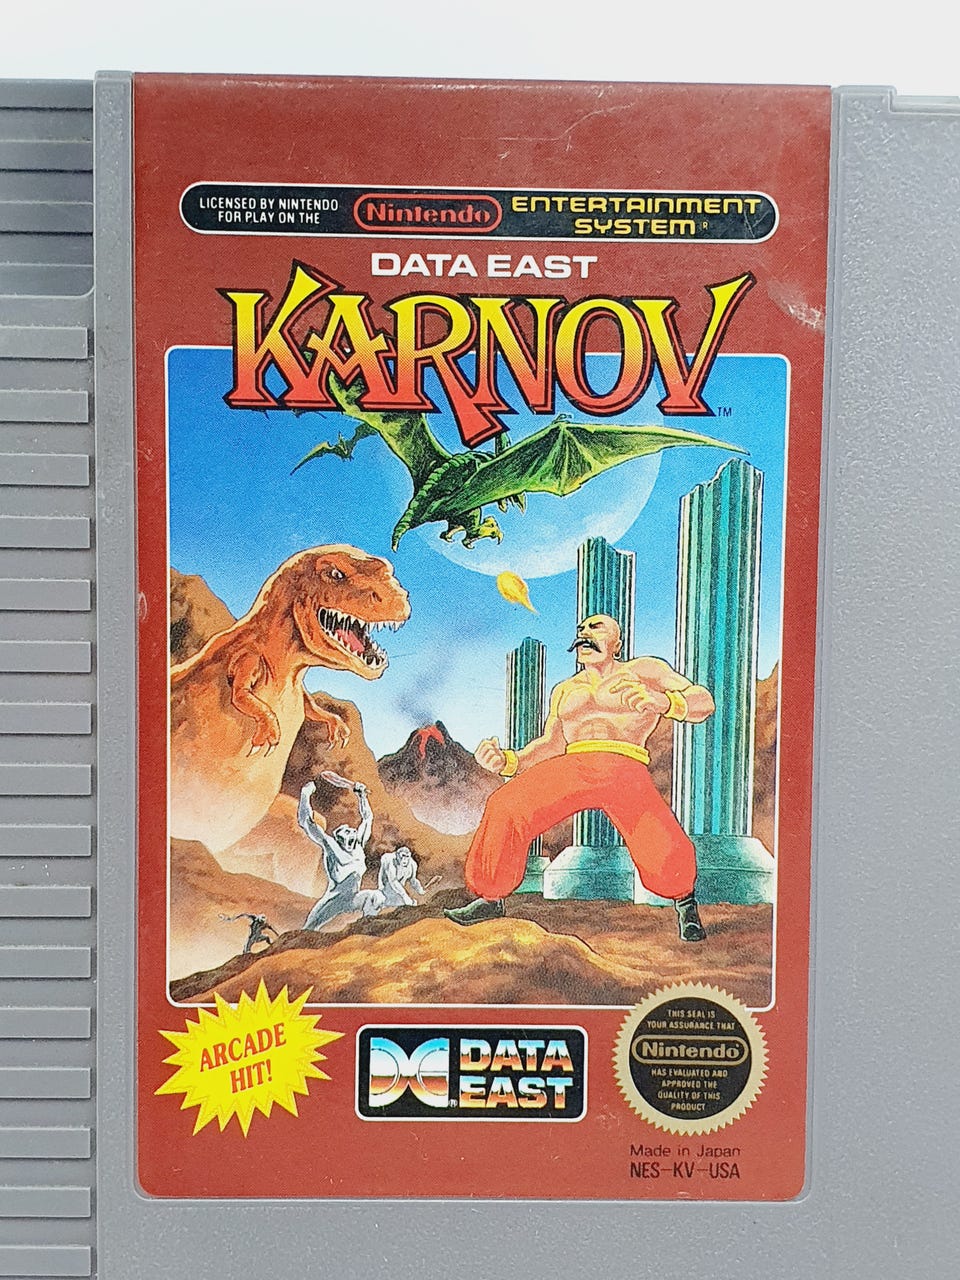 LICENSED BY NINTENDO
FOR PLAY ON THE
Nintendo
ENTERTAINMENT
SYSTEM®
DATA EAST
KARNOV™
ARCADE
HIT!
DATA
EAST®
THIS SEAL IS
YOUR ASSURANCE THAT
Nintendo®
HAS EVALUATED AND
APPROVED THE
QUALITY OF THIS
PRODUCT
Made in Japan
NES-KV-USA